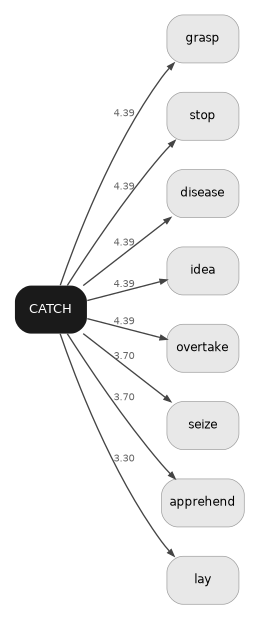 grasp
4.39
stop
4.39
disease
4.39
idea
4.39
CATCH
4.39
overtake
3.70
seize
3.70
apprehend
3.30
lay